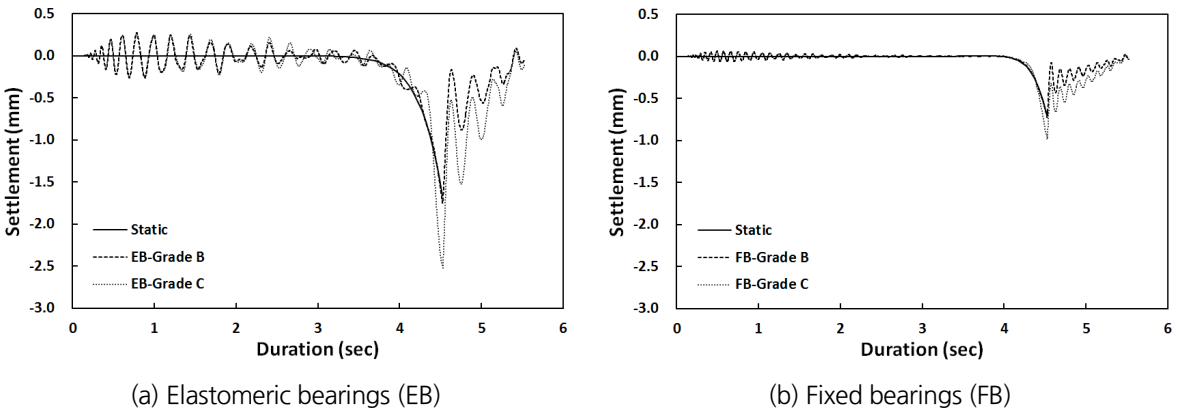 0.5
0.0
-0.5
-1.0
-1.5
-2.0
-2.5
-3.0
Settlement (mm)
Static
EB-Grade B
EB-Grade C
0 1 2 3 4 5 6
Duration (sec)
(a) Elastomeric bearings (EB)
0.5
0.0
-0.5
-1.0
-1.5
-2.0
-2.5
-3.0
Settlement (mm)
Static
FB-Grade B
FB-Grade C
0 1 2 3 4 5 6
Duration (sec)
(b) Fixed bearings (FB)